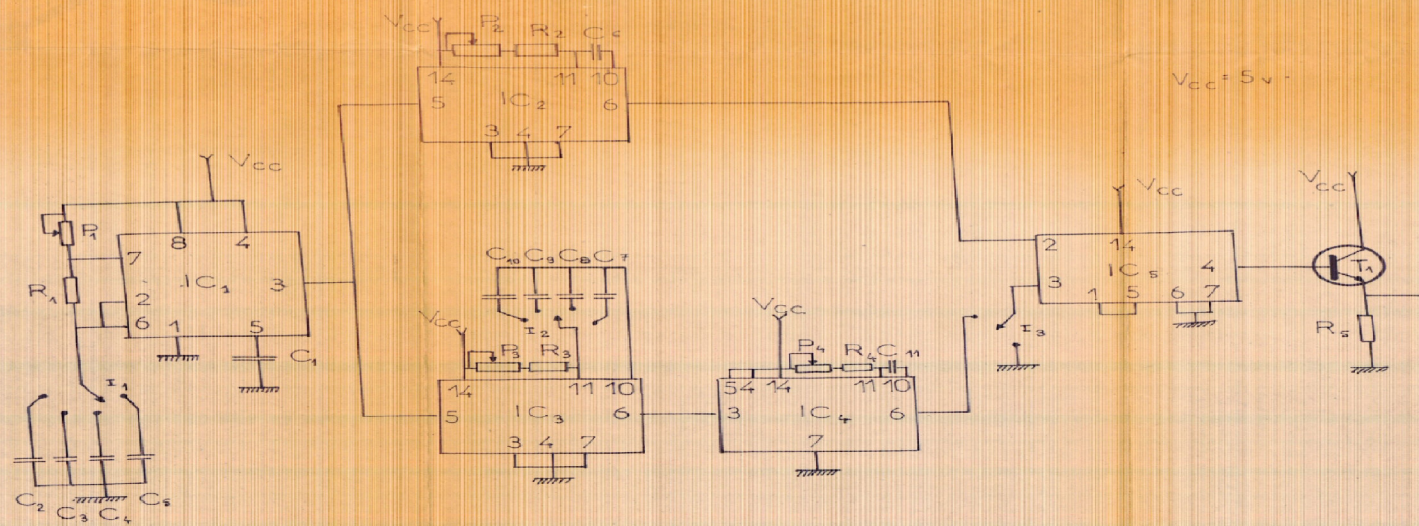 Vcc P2 R2 C6
14 11 10
5 IC2 6
3 4 7
Vcc = 5 v
Vcc
P1
8 4
7
R1
IC1 3
2
6
1 5
C1
I1
C2 C3 C4 C5
C10 C9 C8 C7
I2
Vcc P3 R3
14 11 10
5 IC3 6
3 4 7
Vcc
P4 R4 C11
5 4 14 11 10
3 IC4 6
7
Vcc
2 14
IC5 4
3
1 5 6 7
I3
Vcc
T1
R5